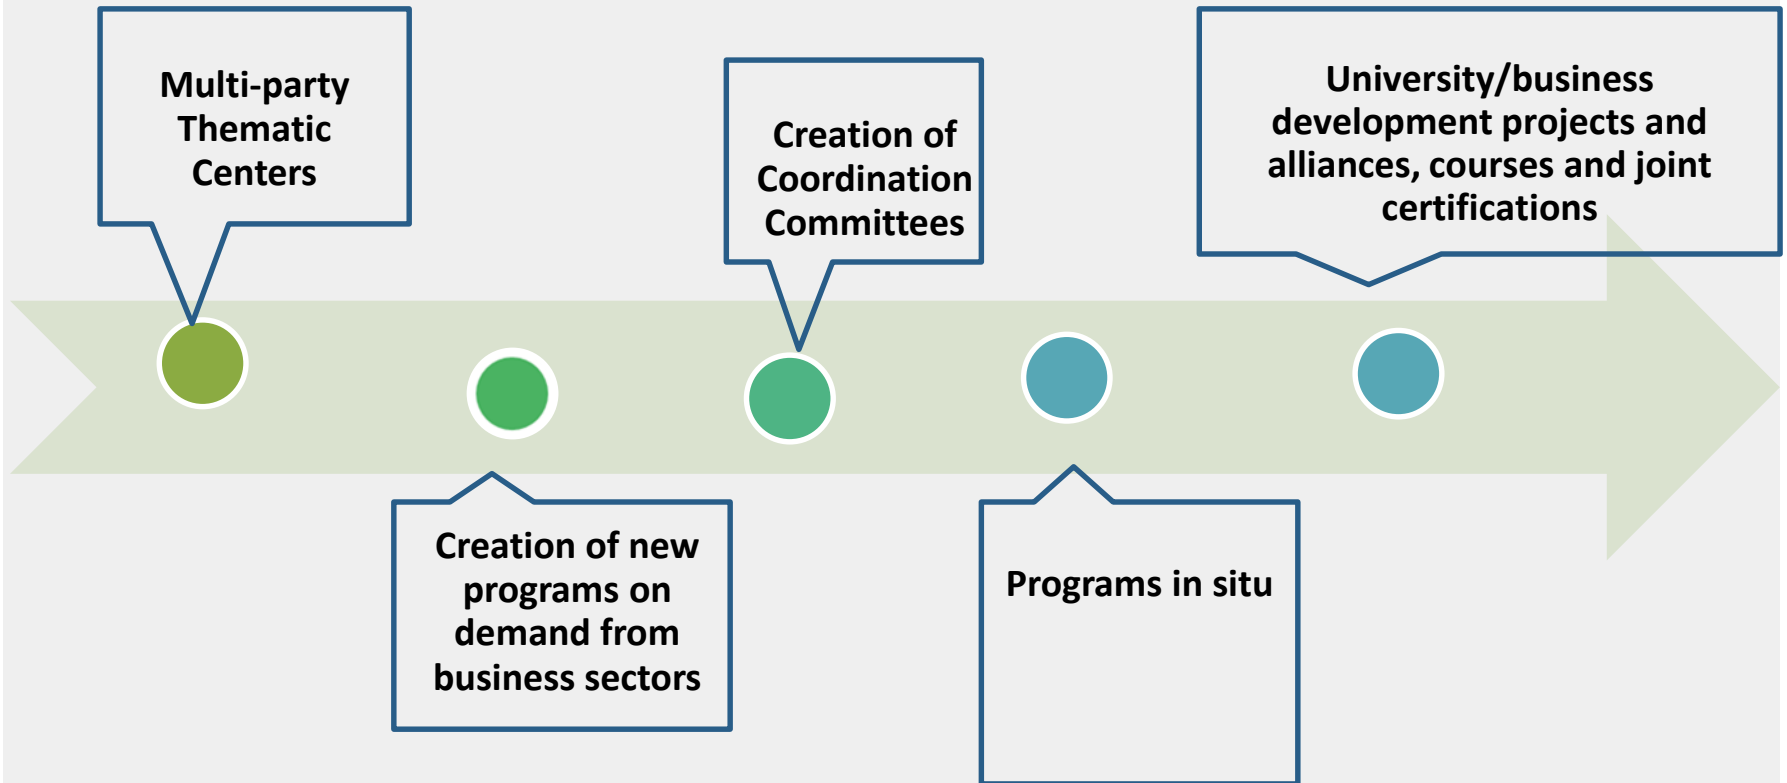 Multi-party
Thematic
Centers
Creation of new
programs on
demand from
business sectors
Creation of
Coordination
Committees
Programs in situ
University/business
development projects and
alliances, courses and joint
certifications